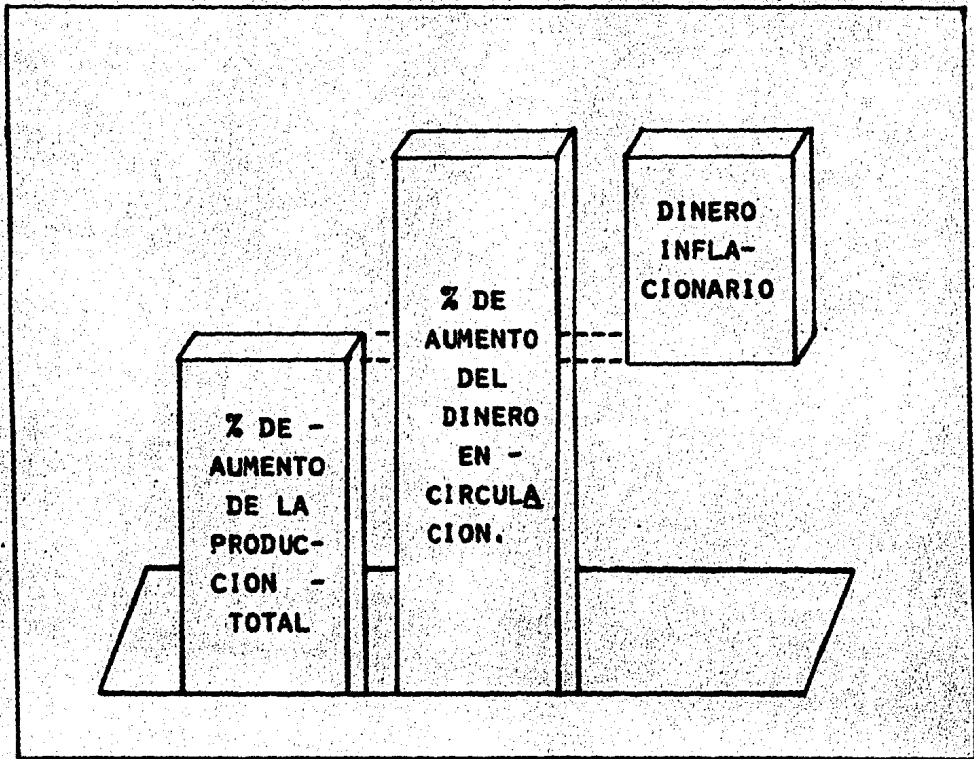 % DE -
AUMENTO
DE LA
PRODUC-
CION -
TOTAL
% DE
AUMENTO
DEL
DINERO
EN -
CIRCULA
CION.
DINERO
INFLA-
CIONARIO